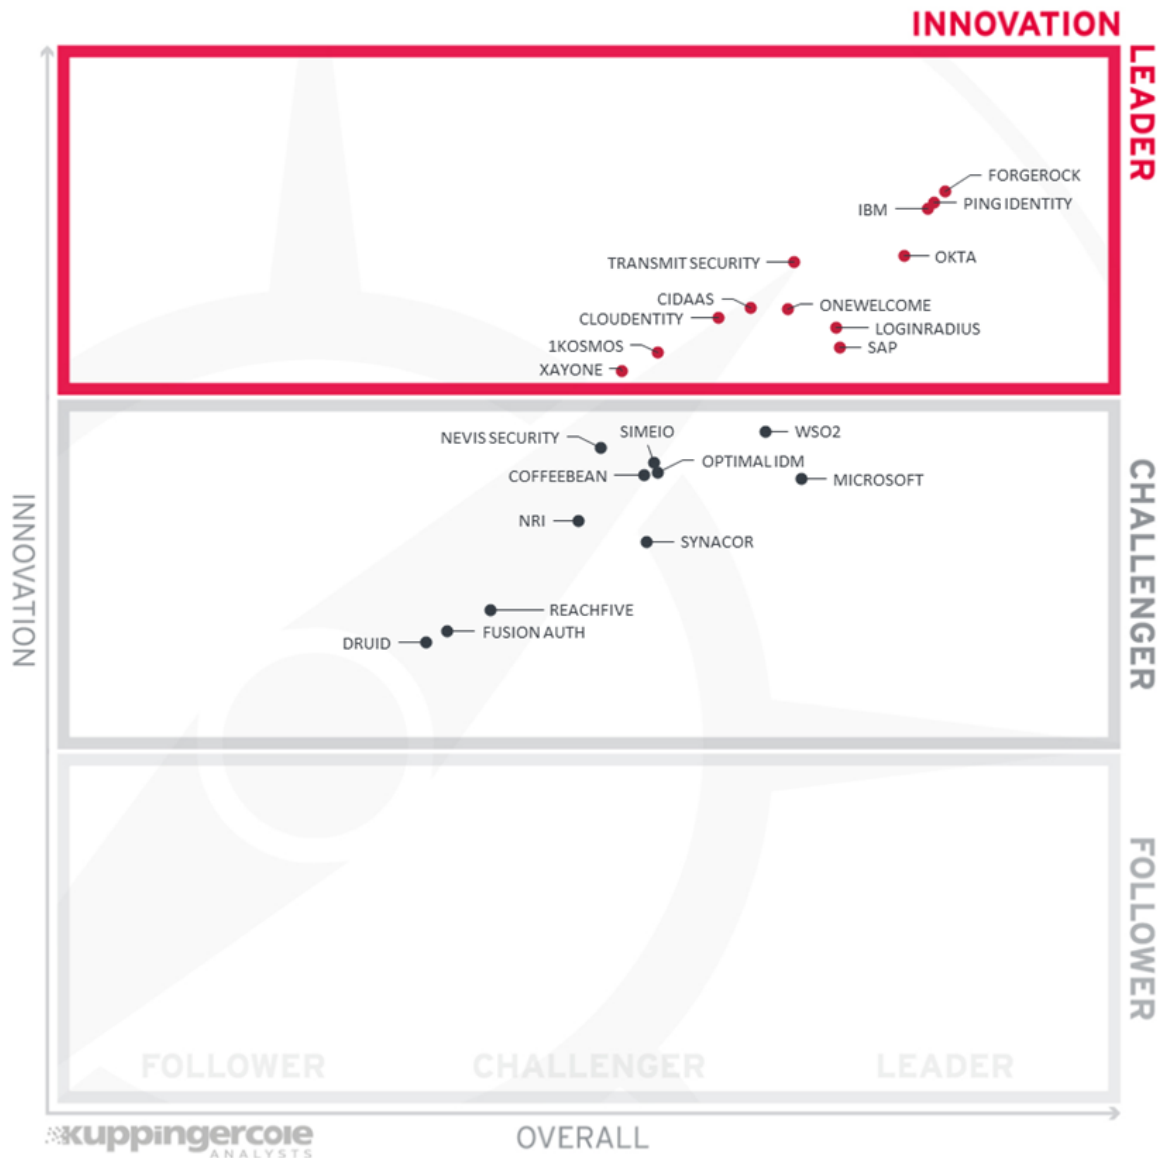 INNOVATION
LEADER
FORGEROCK
PING IDENTITY
IBM
OKTA
TRANSMIT SECURITY
CIDAAS
ONEWELCOME
CLOUDENTITY
LOGINRADIUS
1KOSMOS
SAP
XAYONE
CHALLENGER
NEVIS SECURITY
SIMEIO
WSO2
OPTIMAL IDM
COFFEEBEAN
MICROSOFT
NRI
SYNACOR
REACHFIVE
FUSION AUTH
DRUID
INNOVATION
FOLLOWER
FOLLOWER
CHALLENGER
LEADER
kuppingercole
ANALYSTS
OVERALL